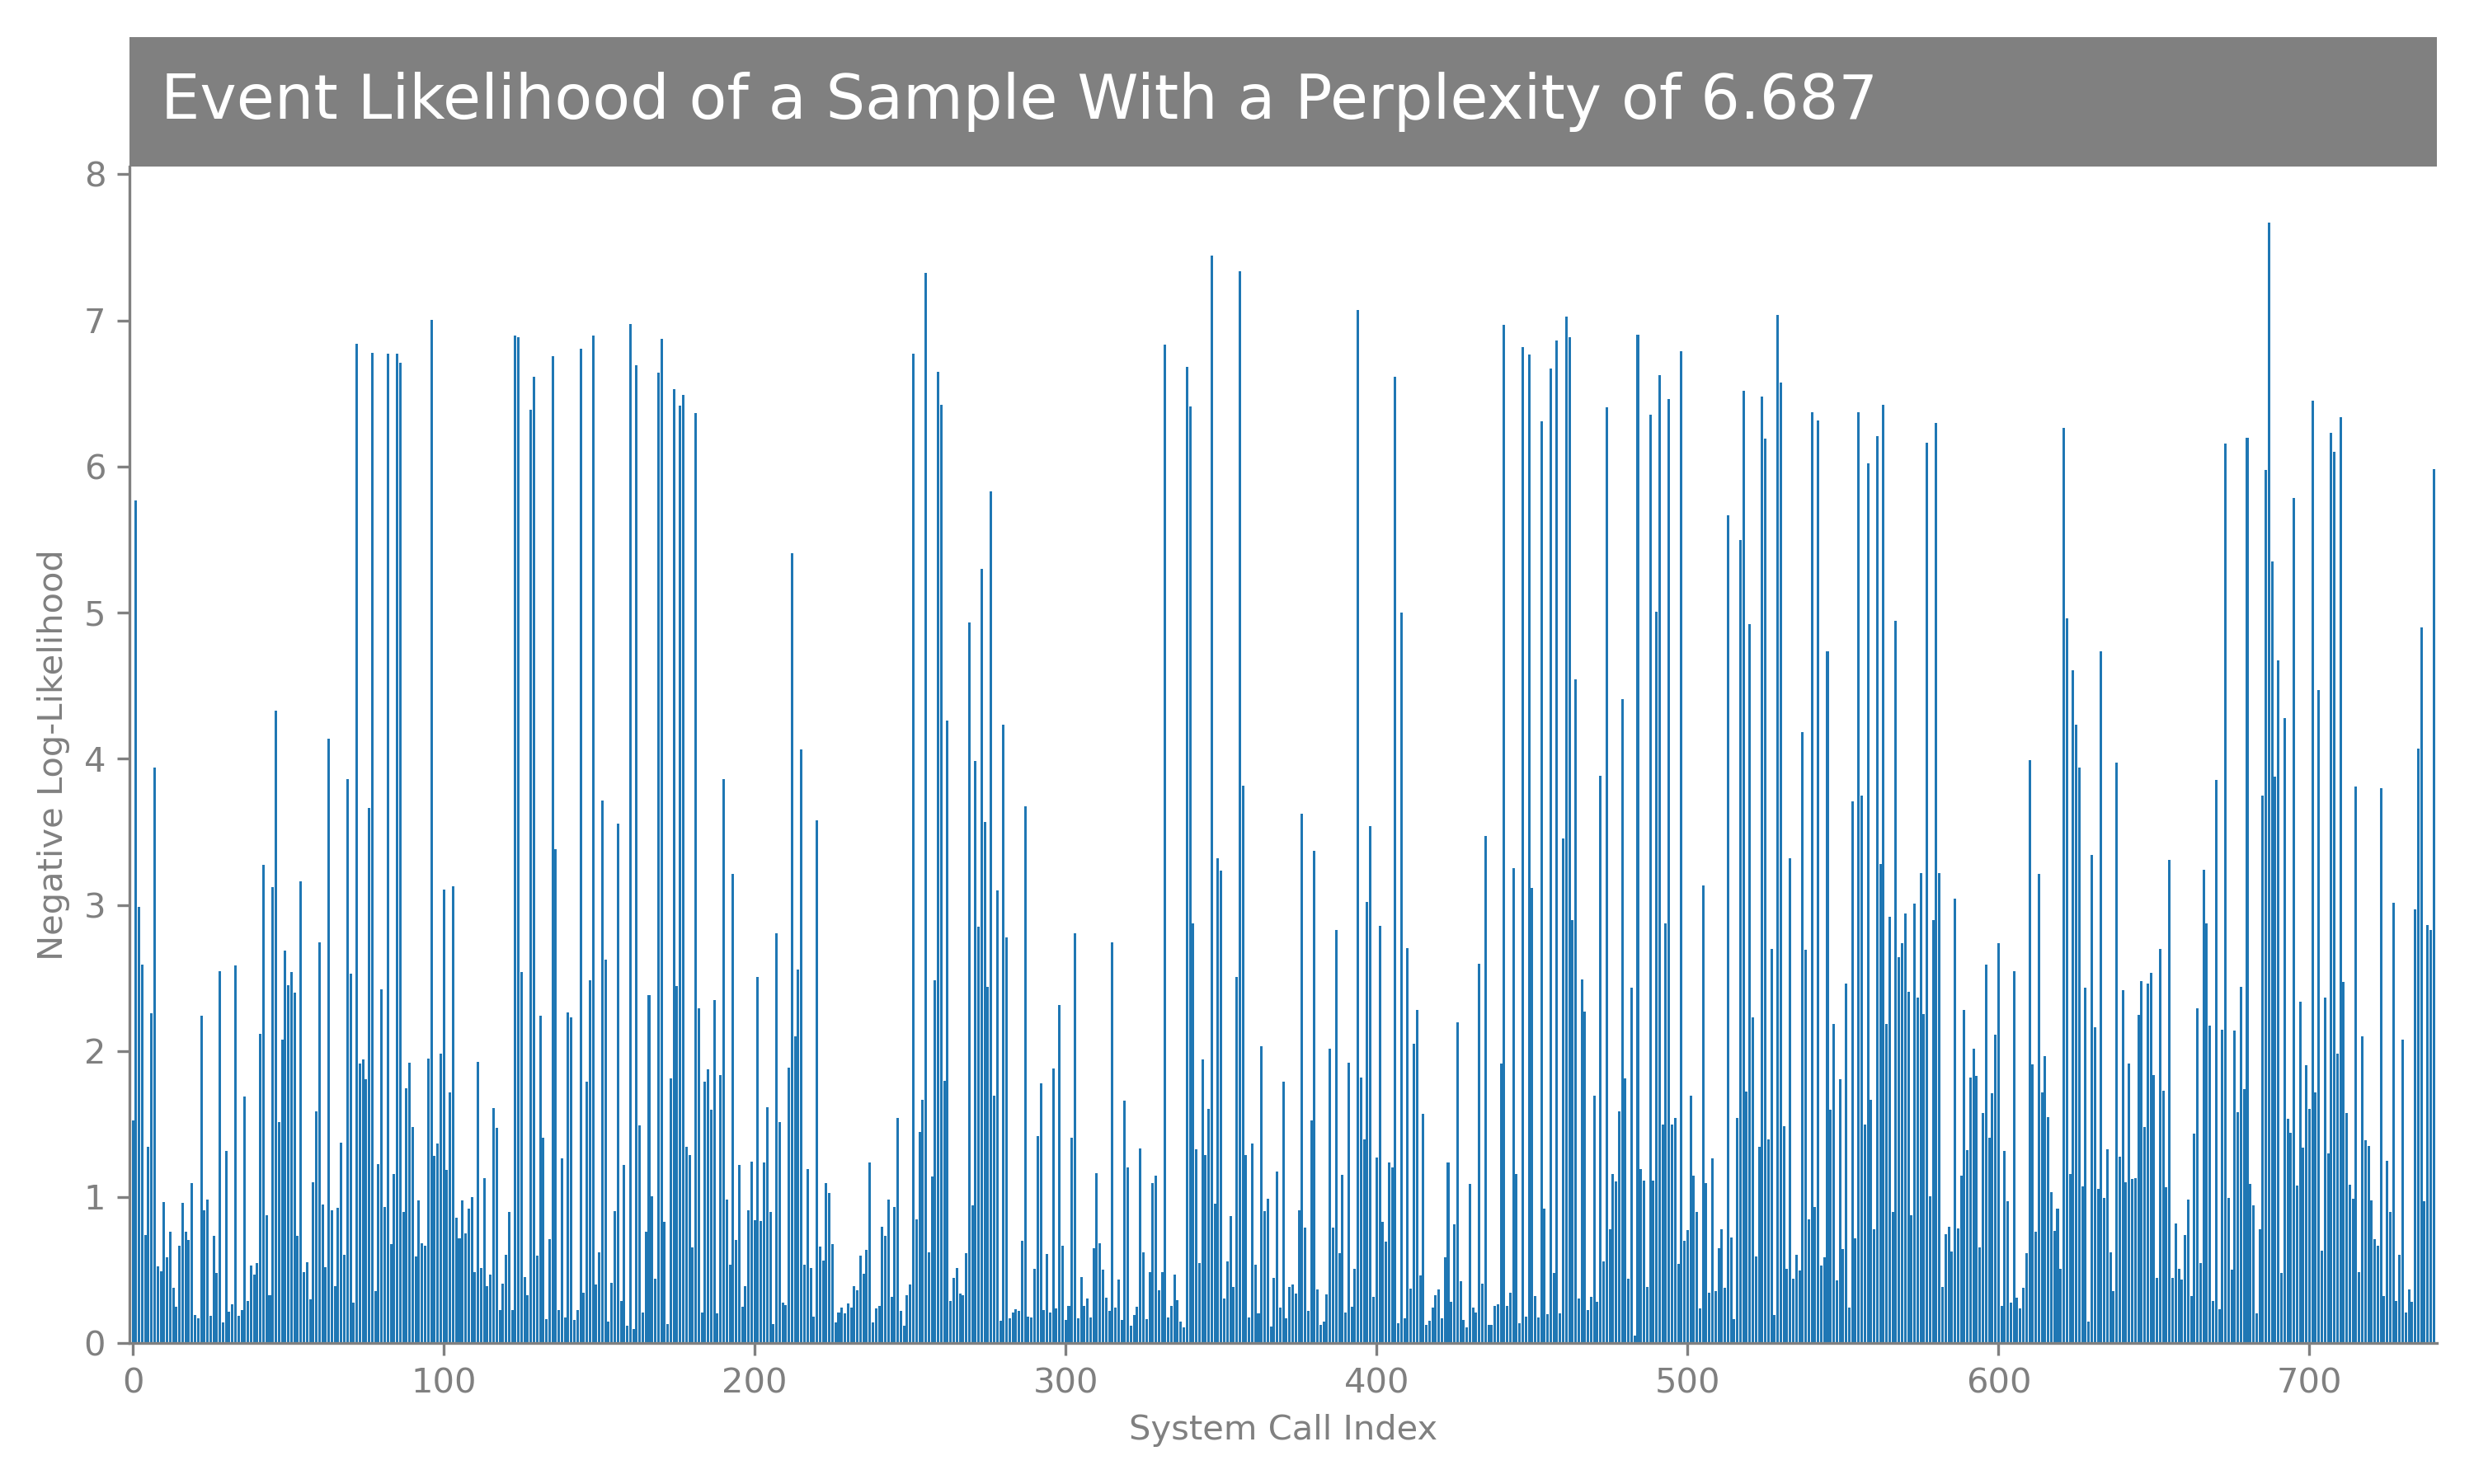 Event Likelihood of a Sample With a Perplexity of 6.687
8
7
6
5
4
3
2
1
0
Negative Log-Likelihood
0 100 200 300 400 500 600 700
System Call Index